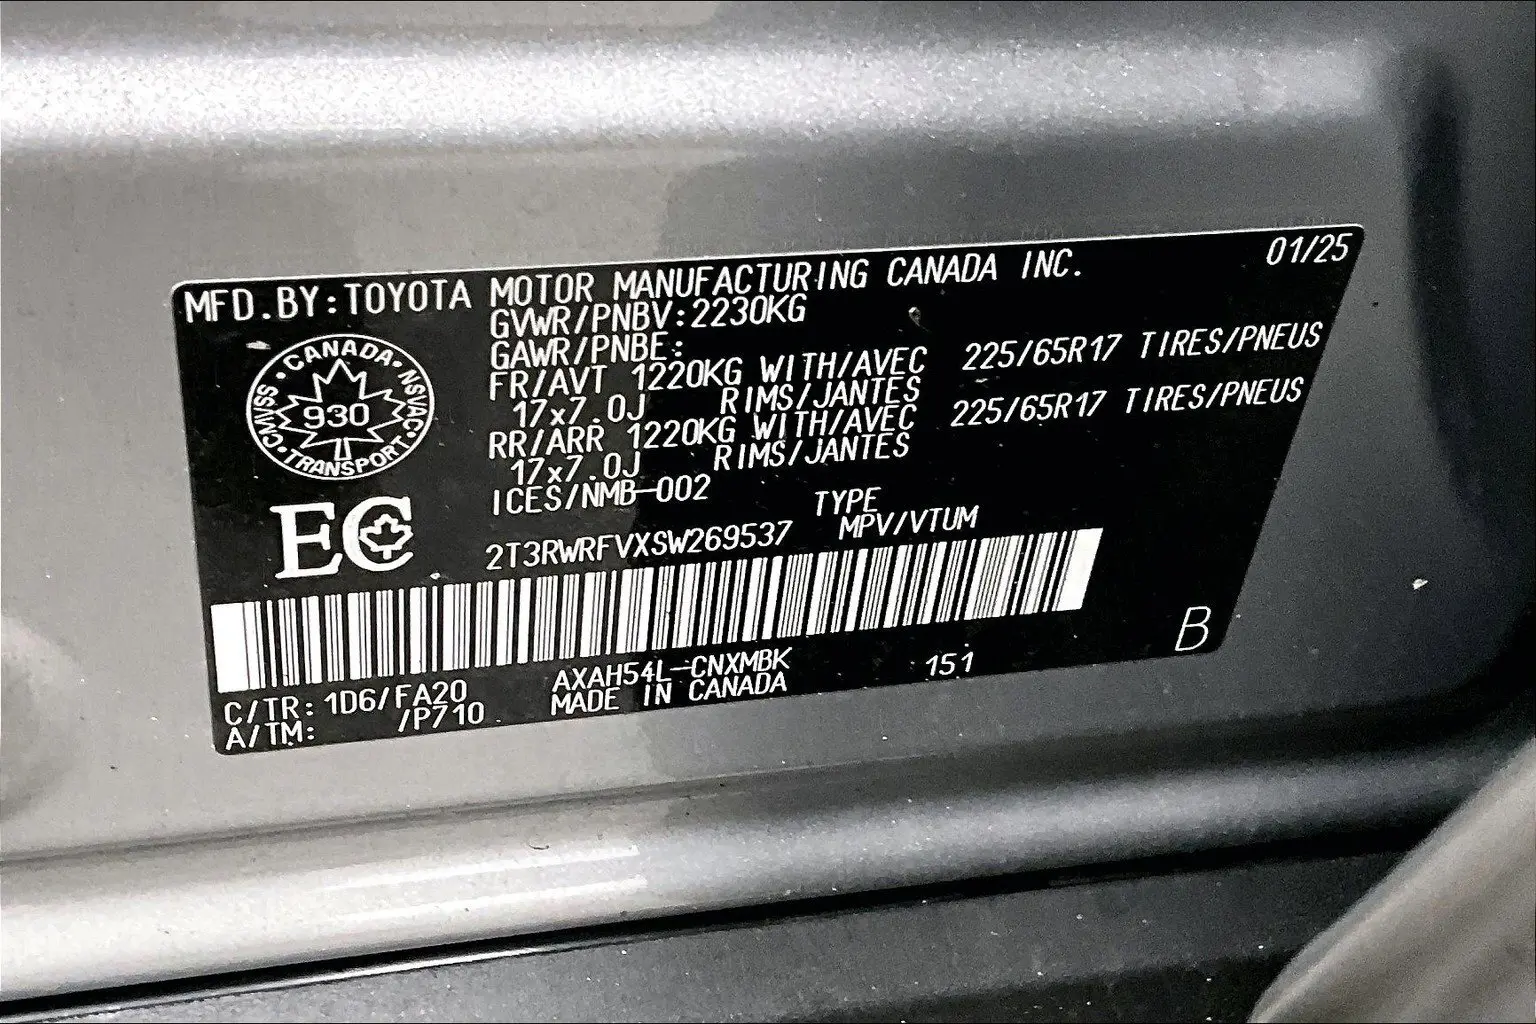 MFD.BY:TOYOTA MOTOR MANUFACTURING CANADA INC. 01/25
GVWR/PNBV:2230KG
GAWR/PNBE:
FR/AVT 1220KG WITH/AVEC 225/65R17 TIRES/PNEUS
17x7.0J RIMS/JANTES
RR/ARR 1220KG WITH/AVEC 225/65R17 TIRES/PNEUS
17x7.0J RIMS/JANTES
ICES/NMB-002
CANADA
CMVSS 930 NSVAC
TRANSPORT
EC
TYPE
2T3RWRFVXSW269537 MPV/VTUM
C/TR: 1D6/FA20 AXAH54L-CNXMBK 151 B
A/TM: /P710 MADE IN CANADA